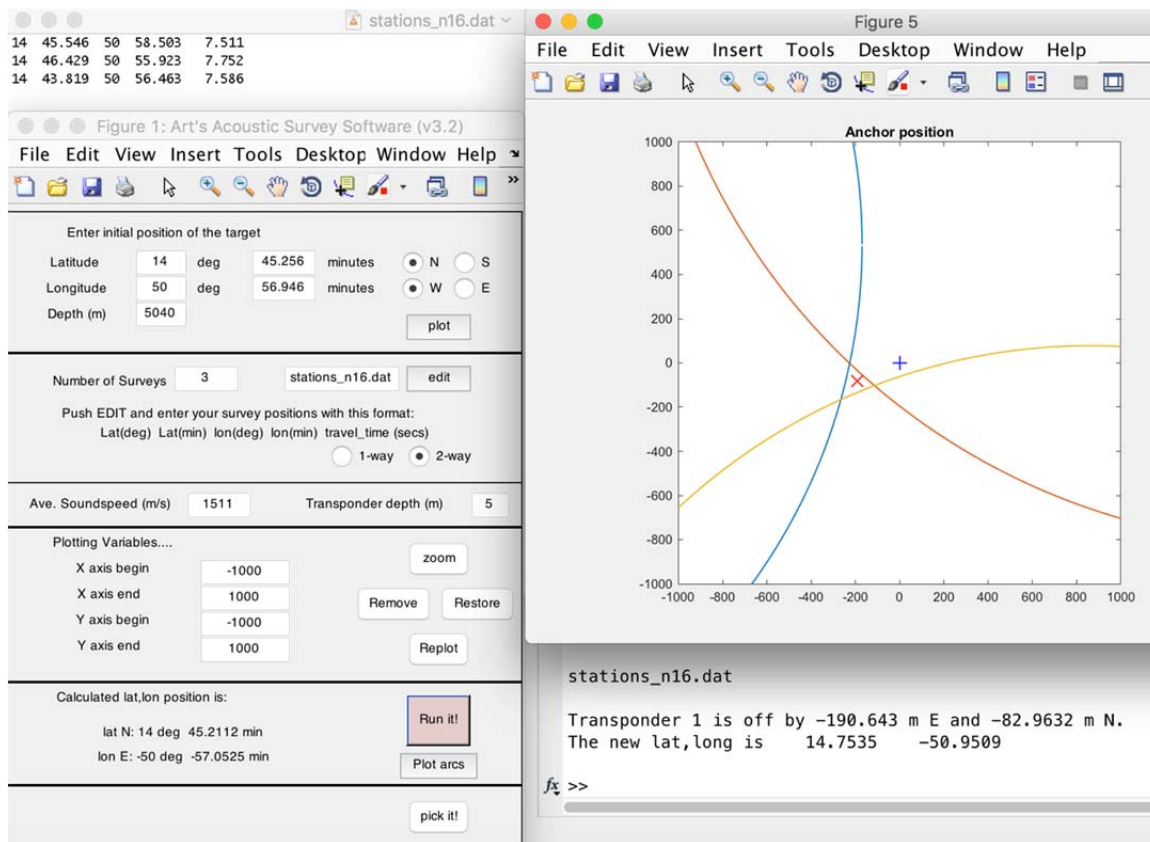 stations_n16.dat
14 45.546 50 58.503 7.511
14 46.429 50 55.923 7.752
14 43.819 50 56.463 7.586
Figure 1: Art's Acoustic Survey Software (v3.2)
File Edit View Insert Tools Desktop Window Help
»
Enter initial position of the target
Latitude 14 deg 45.256 minutes N S
Longitude 50 deg 56.946 minutes W E
Depth (m) 5040
plot
Number of Surveys 3 stations_n16.dat edit
Push EDIT and enter your survey positions with this format:
Lat(deg) Lat(min) lon(deg) lon(min) travel_time (secs)
1-way 2-way
Ave. Soundspeed (m/s) 1511 Transponder depth (m) 5
Plotting Variables....
zoom
X axis begin -1000
X axis end 1000
Remove Restore
Y axis begin -1000
Y axis end 1000
Replot
Calculated lat,lon position is:
Run it!
lat N: 14 deg 45.2112 min
lon E: -50 deg -57.0525 min
Plot arcs
pick it!
Figure 5
File Edit View Insert Tools Desktop Window Help
Anchor position
1000
800
600
400
200
0
-200
-400
-600
-800
-1000
-1000 -800 -600 -400 -200 0 200 400 600 800 1000
stations_n16.dat
Transponder 1 is off by -190.643 m E and -82.9632 m N.
The new lat,long is 14.7535 -50.9509
fx >>